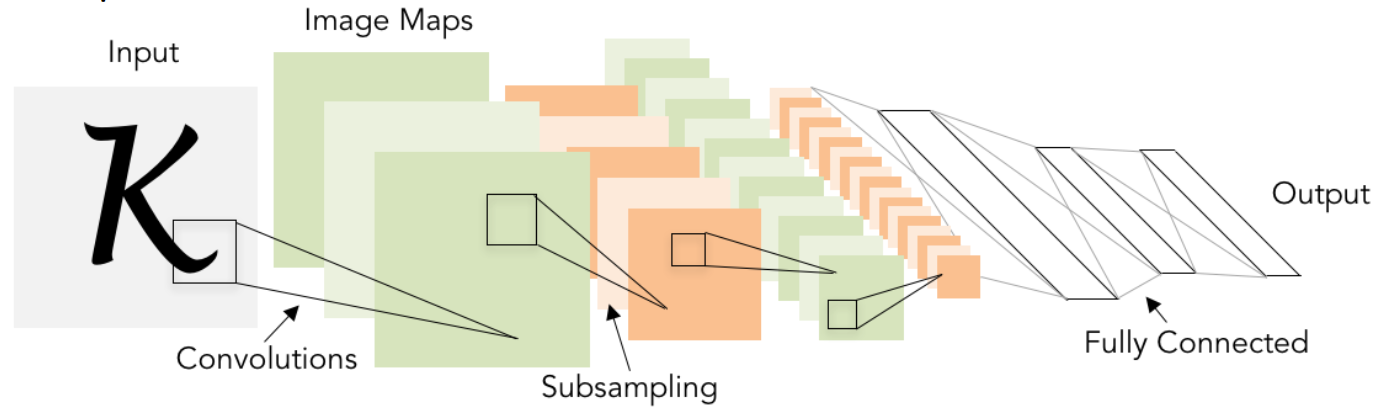 Image Maps
Input
K
Output
Convolutions
Subsampling
Fully Connected